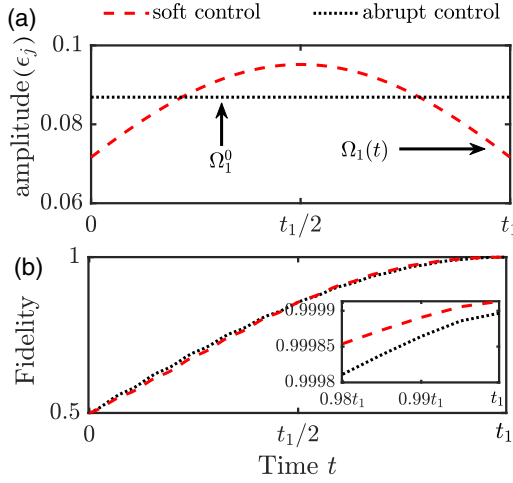 soft control abrupt control
(a)
amplitude(ϵⱼ)
0.1
0.08
0.06
Ω₁⁰
Ω₁(t)
0 t₁/2 t₁
(b)
Fidelity
1
0.5
0.9999
0.99985
0.9998
0.98t₁ 0.99t₁ t₁
0 t₁/2 t₁
Time t